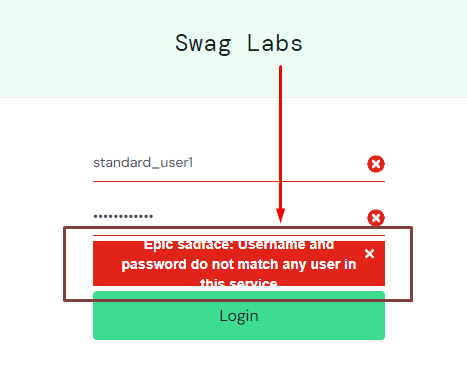 Swag Labs
standard_user1
••••••••••••
Epic sadface: Username and
password do not match any user in
this service
Login